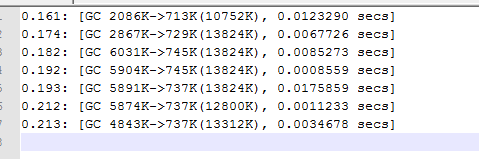 0.161: [GC 2086K->713K(10752K), 0.0123290 secs]
0.174: [GC 2867K->729K(13824K), 0.0067726 secs]
0.182: [GC 6031K->745K(13824K), 0.0085273 secs]
0.192: [GC 5904K->745K(13824K), 0.0008559 secs]
0.193: [GC 5891K->737K(13824K), 0.0175859 secs]
0.212: [GC 5874K->737K(12800K), 0.0011233 secs]
0.213: [GC 4843K->737K(13312K), 0.0034678 secs]